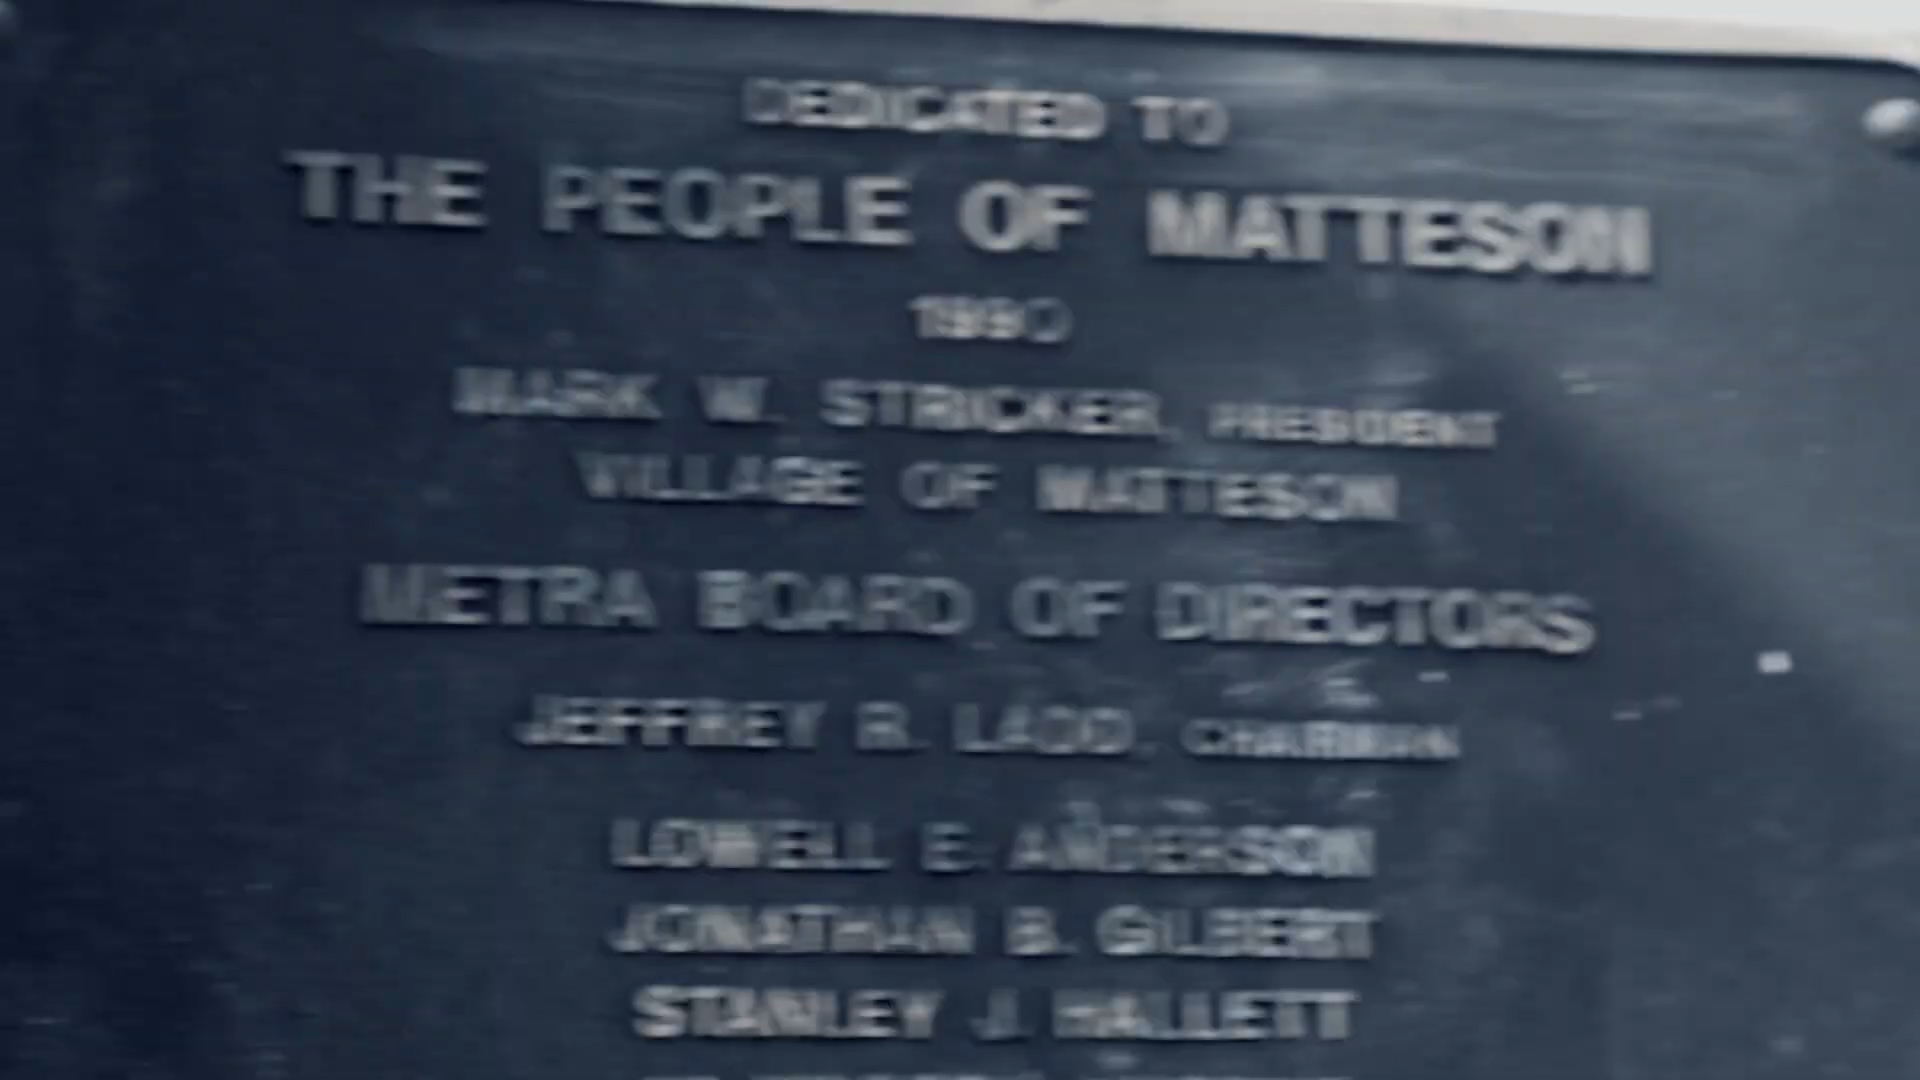 DEDICATED TO
THE PEOPLE OF MATTESON
1990
MARK W. STRICKER, PRESIDENT
VILLAGE OF MATTESON
METRA BOARD OF DIRECTORS
JEFFREY R. LADD, CHAIRMAN
LOWELL E. ANDERSON
JONATHAN B. GILBERT
STANLEY J. HALLETT